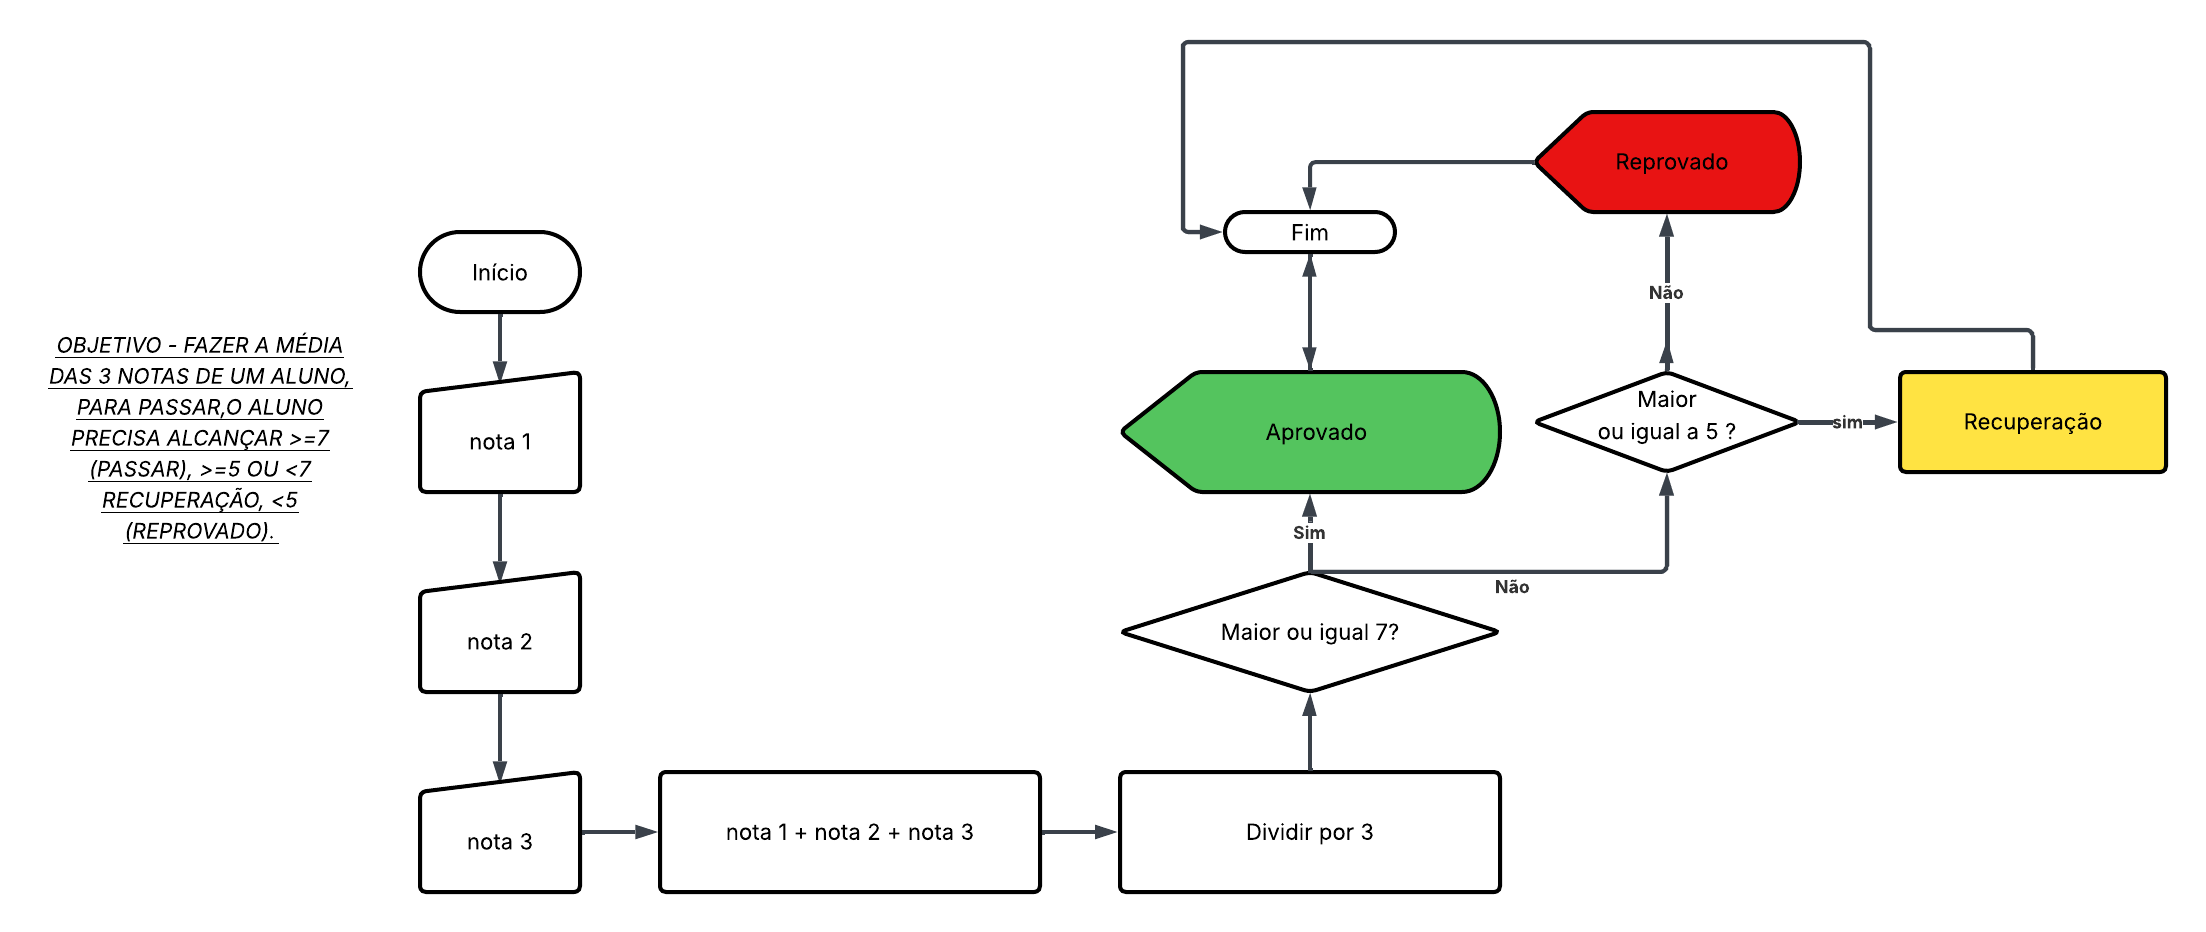 OBJETIVO - FAZER A MÉDIA
DAS 3 NOTAS DE UM ALUNO,
PARA PASSAR,O ALUNO
PRECISA ALCANÇAR >=7
(PASSAR), >=5 OU <7
RECUPERAÇÃO, <5
(REPROVADO).
Início
nota 1
nota 2
nota 3
nota 1 + nota 2 + nota 3
Dividir por 3
Maior ou igual 7?
Sim
Não
Aprovado
Fim
Maior
ou igual a 5 ?
Não
sim
Reprovado
Recuperação